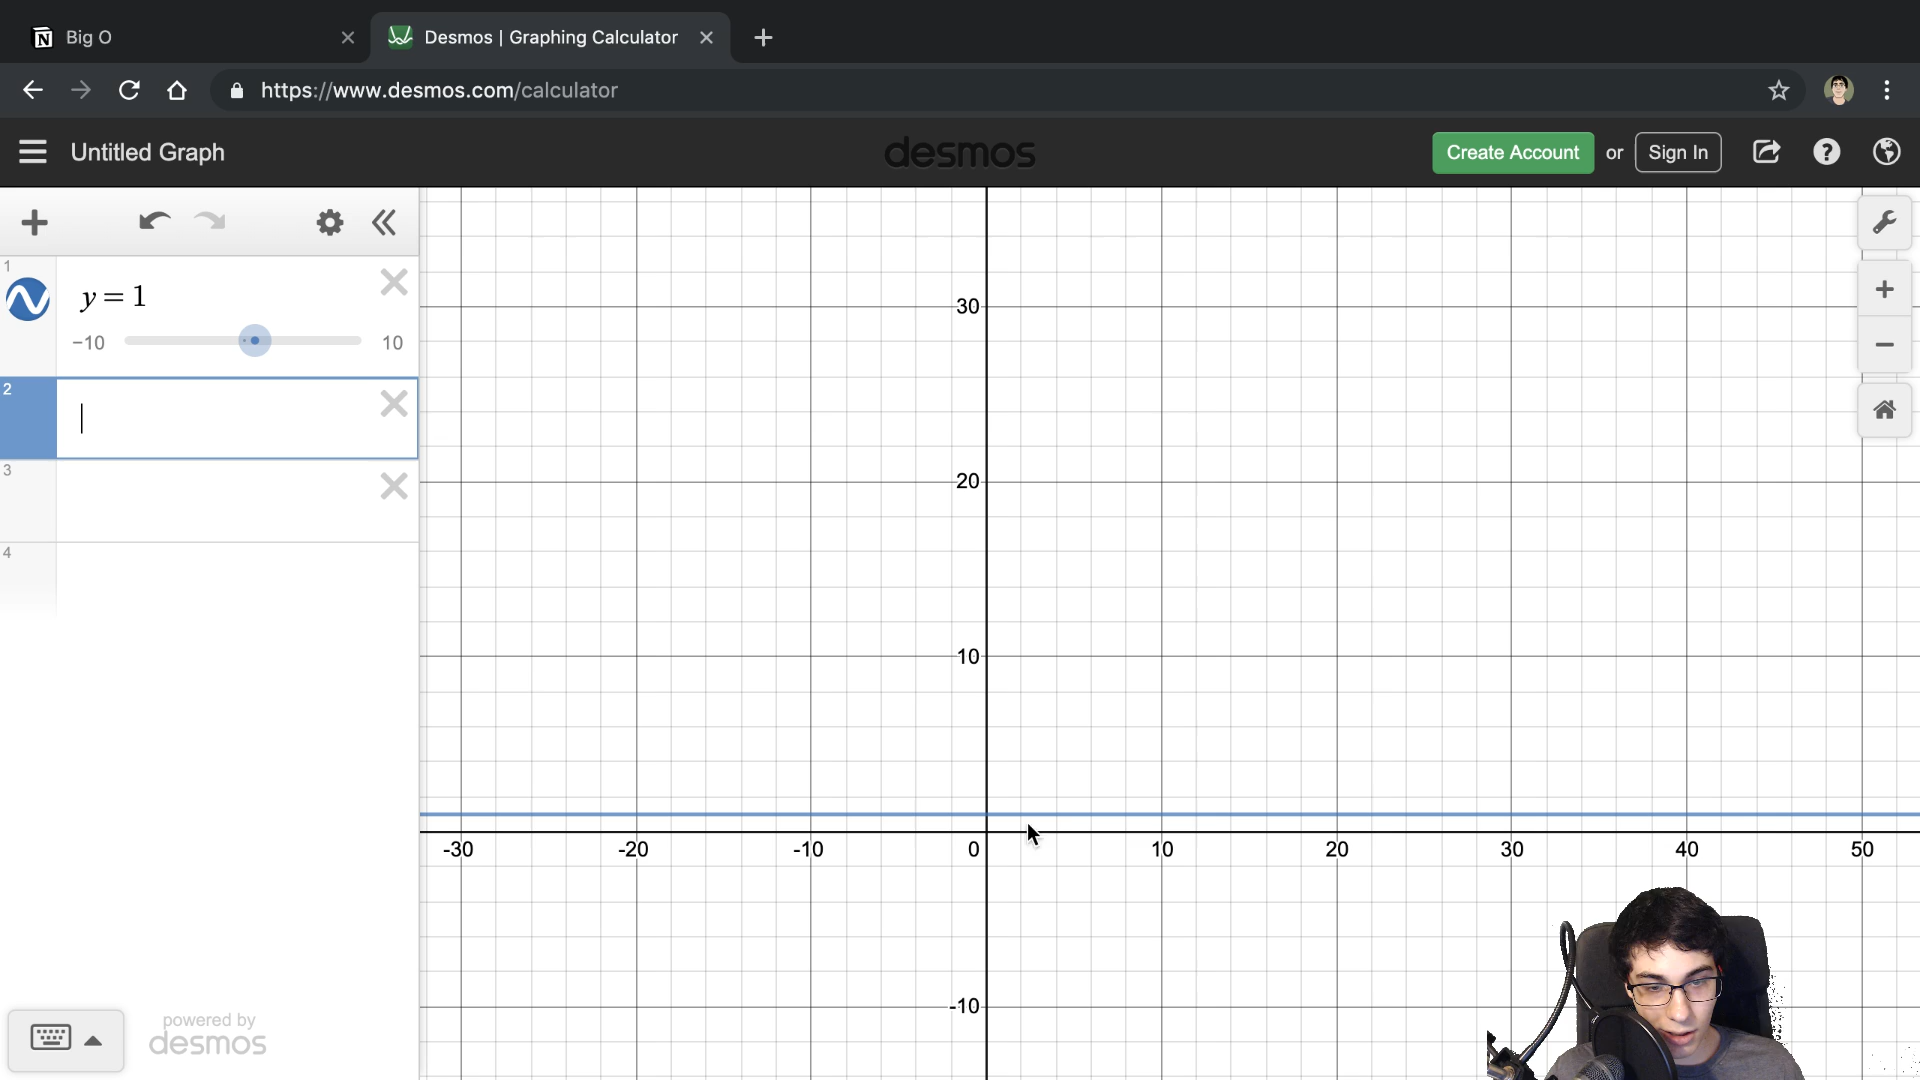 Big O
Desmos | Graphing Calculator
https://www.desmos.com/calculator
Untitled Graph
desmos
Create Account
or
Sign In
1
y = 1
−10
10
2
3
4
30
20
10
-30
-20
-10
0
10
20
30
40
50
-10
powered by
desmos